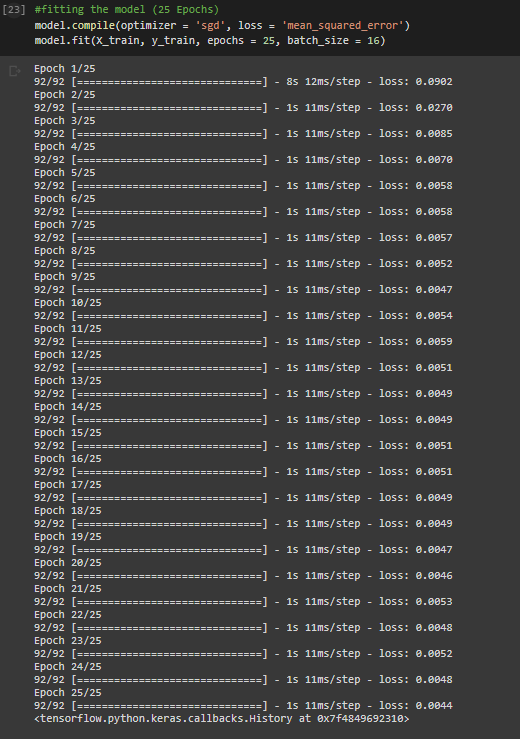 [23] #fitting the model (25 Epochs)
model.compile(optimizer = 'sgd', loss = 'mean_squared_error')
model.fit(X_train, y_train, epochs = 25, batch_size = 16)
Epoch 1/25
92/92 [==============================] - 8s 12ms/step - loss: 0.0902
Epoch 2/25
92/92 [==============================] - 1s 11ms/step - loss: 0.0270
Epoch 3/25
92/92 [==============================] - 1s 11ms/step - loss: 0.0085
Epoch 4/25
92/92 [==============================] - 1s 11ms/step - loss: 0.0070
Epoch 5/25
92/92 [==============================] - 1s 11ms/step - loss: 0.0058
Epoch 6/25
92/92 [==============================] - 1s 11ms/step - loss: 0.0058
Epoch 7/25
92/92 [==============================] - 1s 11ms/step - loss: 0.0057
Epoch 8/25
92/92 [==============================] - 1s 11ms/step - loss: 0.0052
Epoch 9/25
92/92 [==============================] - 1s 11ms/step - loss: 0.0047
Epoch 10/25
92/92 [==============================] - 1s 11ms/step - loss: 0.0054
Epoch 11/25
92/92 [==============================] - 1s 11ms/step - loss: 0.0059
Epoch 12/25
92/92 [==============================] - 1s 11ms/step - loss: 0.0051
Epoch 13/25
92/92 [==============================] - 1s 11ms/step - loss: 0.0049
Epoch 14/25
92/92 [==============================] - 1s 11ms/step - loss: 0.0049
Epoch 15/25
92/92 [==============================] - 1s 11ms/step - loss: 0.0051
Epoch 16/25
92/92 [==============================] - 1s 11ms/step - loss: 0.0051
Epoch 17/25
92/92 [==============================] - 1s 11ms/step - loss: 0.0049
Epoch 18/25
92/92 [==============================] - 1s 11ms/step - loss: 0.0049
Epoch 19/25
92/92 [==============================] - 1s 11ms/step - loss: 0.0047
Epoch 20/25
92/92 [==============================] - 1s 11ms/step - loss: 0.0046
Epoch 21/25
92/92 [==============================] - 1s 11ms/step - loss: 0.0053
Epoch 22/25
92/92 [==============================] - 1s 11ms/step - loss: 0.0048
Epoch 23/25
92/92 [==============================] - 1s 11ms/step - loss: 0.0052
Epoch 24/25
92/92 [==============================] - 1s 11ms/step - loss: 0.0048
Epoch 25/25
92/92 [==============================] - 1s 11ms/step - loss: 0.0044
<tensorflow.python.keras.callbacks.History at 0x7f4849692310>